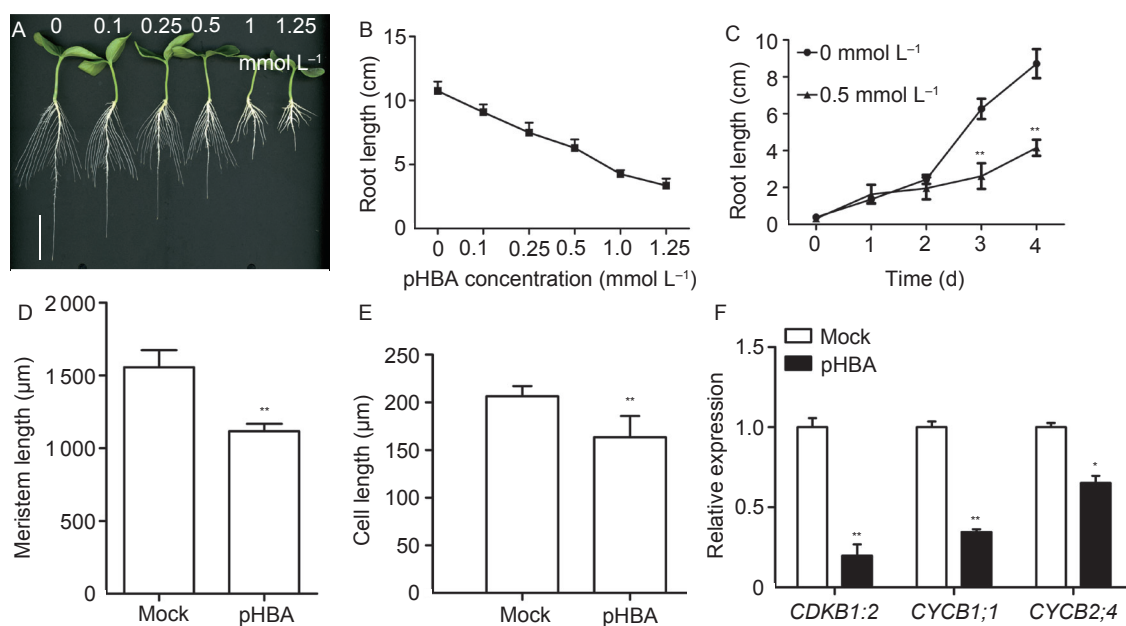 A
0 0.1 0.25 0.5 1 1.25
mmol L⁻¹
B
15
10
5
0
Root length (cm)
0 0.1 0.25 0.5 1.0 1.25
pHBA concentration (mmol L⁻¹)
C
10
8
6
4
2
0
Root length (cm)
0 mmol L⁻¹
0.5 mmol L⁻¹
**
**
0 1 2 3 4
Time (d)
D
2 000
1 500
1 000
500
0
Meristem length (µm)
**
Mock pHBA
E
250
200
150
100
50
0
Cell length (µm)
**
Mock pHBA
F
Mock
pHBA
1.5
1.0
0.5
0
Relative expression
**
**
*
CDKB1:2 CYCB1;1 CYCB2;4